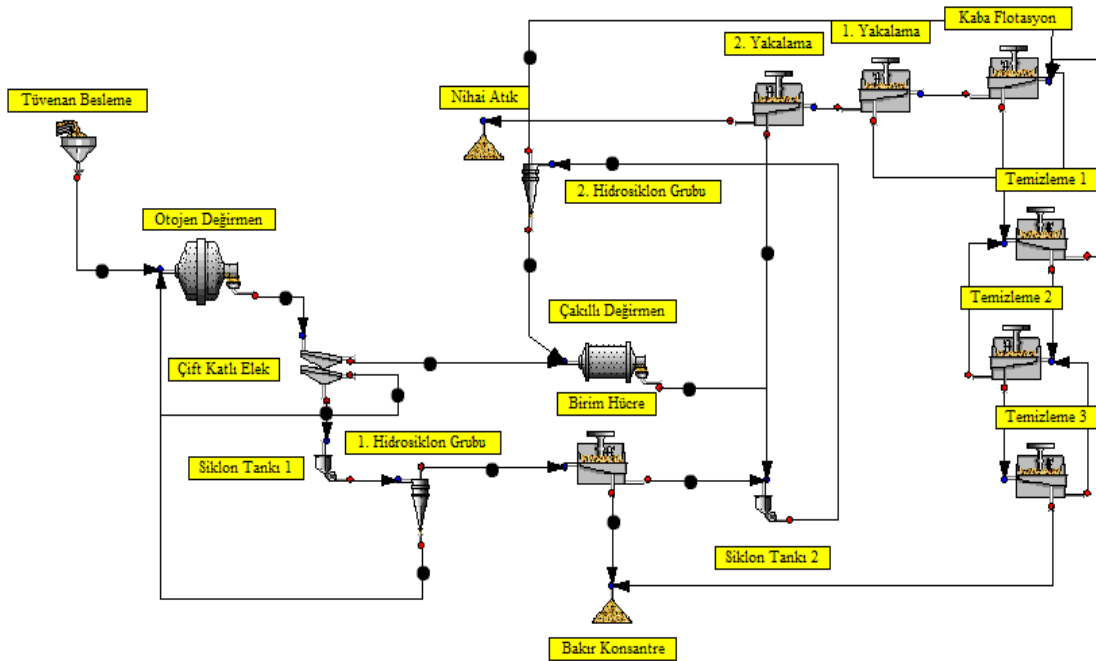 Kaba Flotasyon
1. Yakalama
2. Yakalama
Tüvenan Besleme
Nihai Atık
Temizleme 1
2. Hidrosiklon Grubu
Otojen Değirmen
Temizleme 2
Çakıllı Değirmen
Çift Katlı Elek
Birim Hücre
Temizleme 3
1. Hidrosiklon Grubu
Siklon Tankı 1
Siklon Tankı 2
Bakır Konsantre